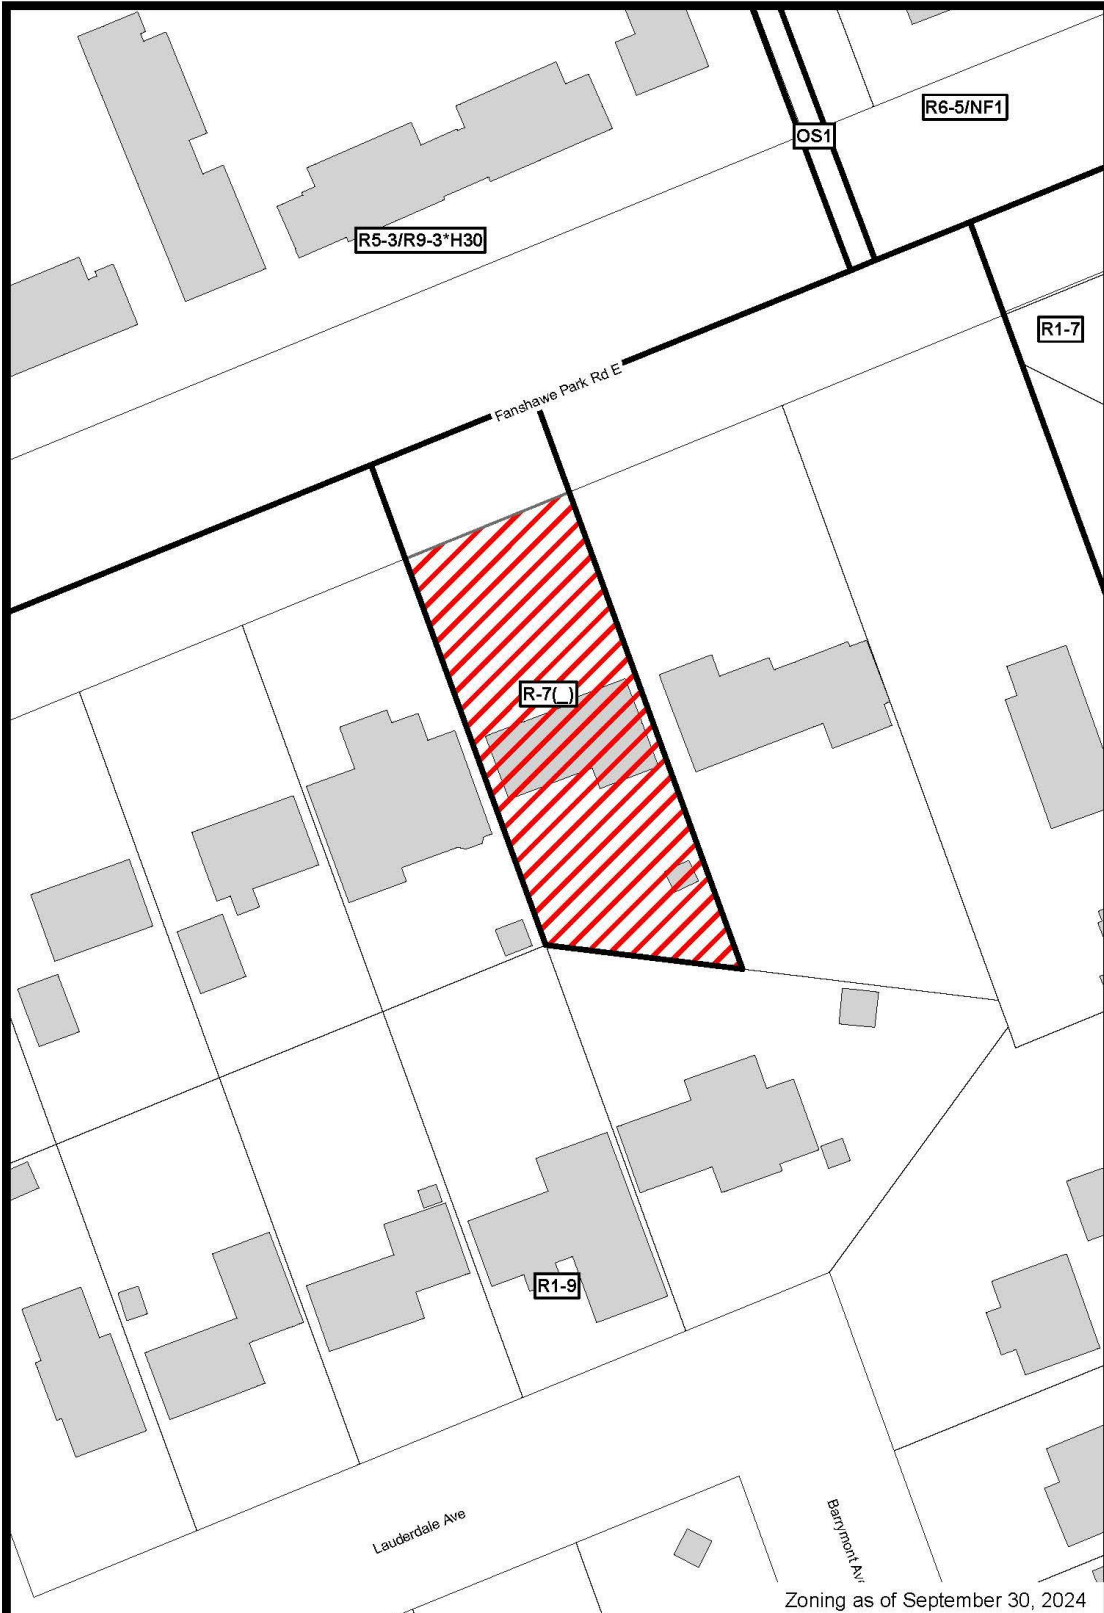 R6-5/NF1
OS1
R5-3/R9-3*H30
R1-7
Fanshawe Park Rd E
R-7(_)
R1-9
Lauderdale Ave
Barrymont Av
Zoning as of September 30, 2024